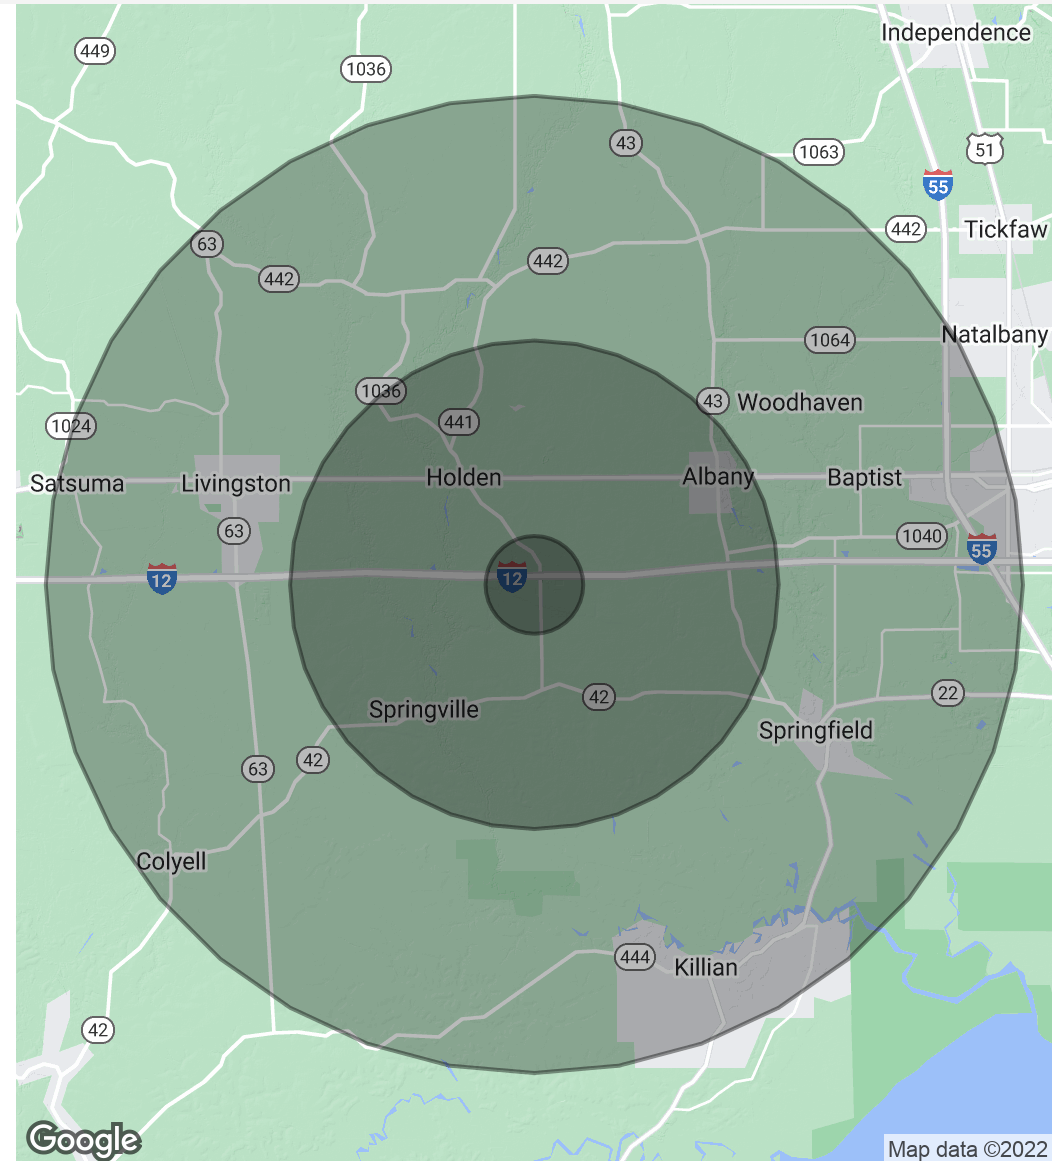 Independence
449
1036
43
1063
51
55
442
Tickfaw
63
442
442
Natalbany
1064
1036
43
Woodhaven
441
1024
Satsuma
Livingston
Holden
Albany
Baptist
63
1040
55
12
12
22
42
Springville
Springfield
42
63
Colyell
444
Killian
42
Google
Map data ©2022